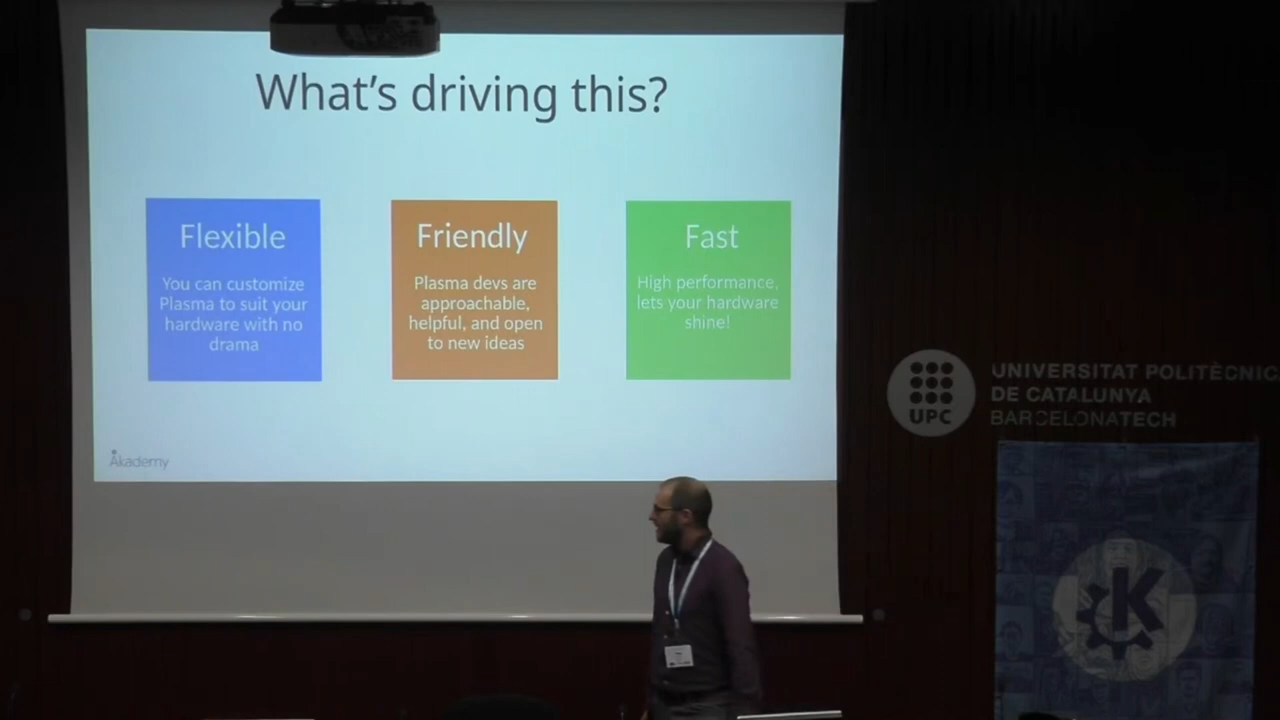 What's driving this?
Flexible
You can customize
Plasma to suit your
hardware with no
drama
Friendly
Plasma devs are
approachable,
helpful, and open
to new ideas
Fast
High performance,
lets your hardware
shine!
Akademy
UPC
UNIVERSITAT POLITÈCNIC
DE CATALUNYA
BARCELONATECH
K